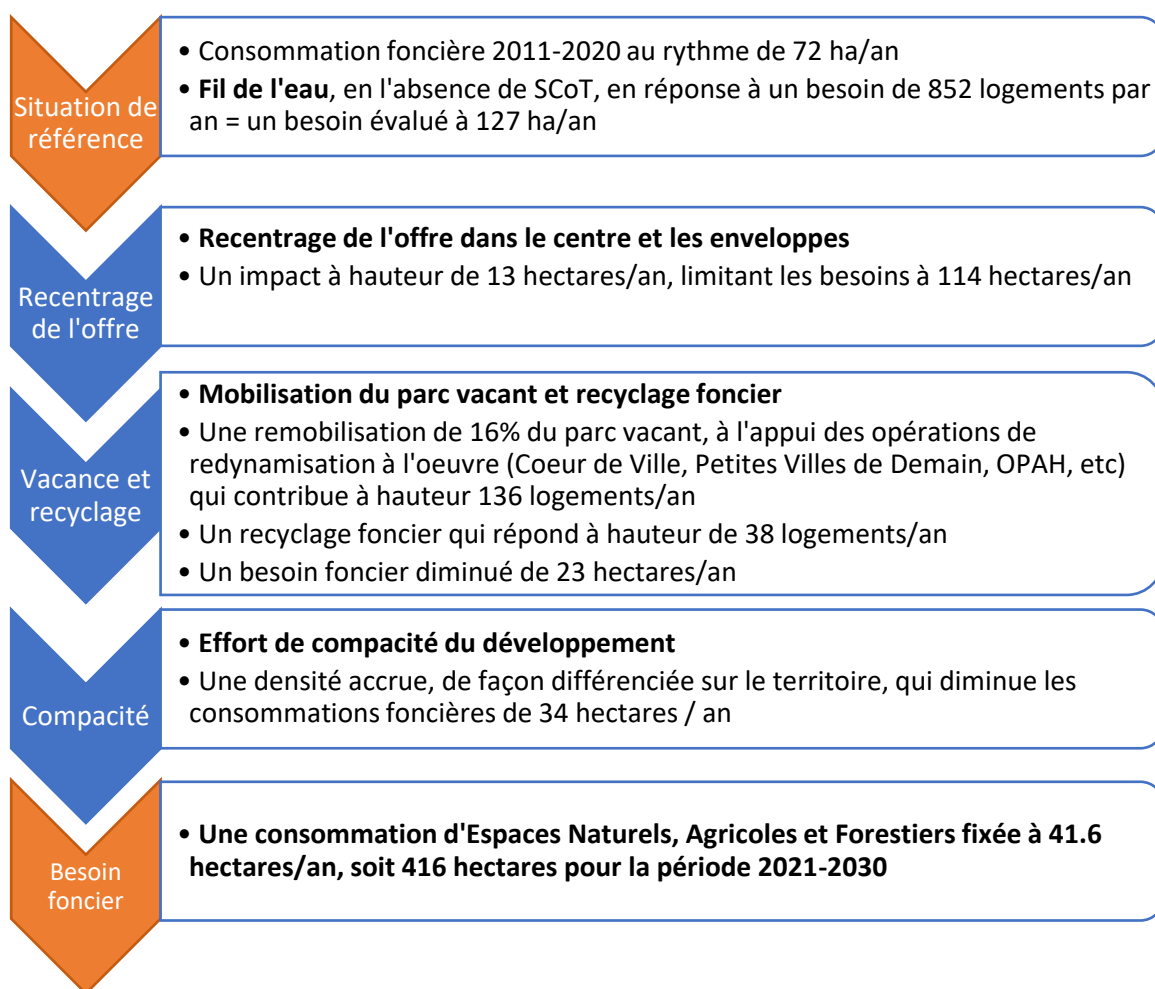 Situation de
référence
• Consommation foncière 2011-2020 au rythme de 72 ha/an
• Fil de l'eau, en l'absence de SCoT, en réponse à un besoin de 852 logements par
an = un besoin évalué à 127 ha/an
Recentrage
de l'offre
• Recentrage de l'offre dans le centre et les enveloppes
• Un impact à hauteur de 13 hectares/an, limitant les besoins à 114 hectares/an
Vacance et
recyclage
• Mobilisation du parc vacant et recyclage foncier
• Une remobilisation de 16% du parc vacant, à l'appui des opérations de
redynamisation à l'oeuvre (Coeur de Ville, Petites Villes de Demain, OPAH, etc)
qui contribue à hauteur 136 logements/an
• Un recyclage foncier qui répond à hauteur de 38 logements/an
• Un besoin foncier diminué de 23 hectares/an
Compacité
• Effort de compacité du développement
• Une densité accrue, de façon différenciée sur le territoire, qui diminue les
consommations foncières de 34 hectares / an
Besoin
foncier
• Une consommation d'Espaces Naturels, Agricoles et Forestiers fixée à 41.6
hectares/an, soit 416 hectares pour la période 2021-2030